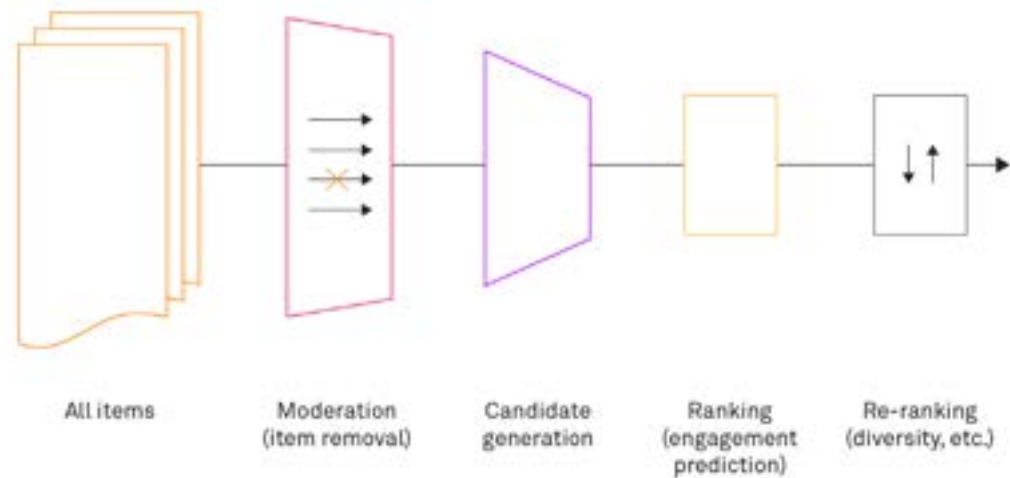 All items
Moderation
(item removal)
Candidate
generation
Ranking
(engagement
prediction)
Re-ranking
(diversity, etc.)